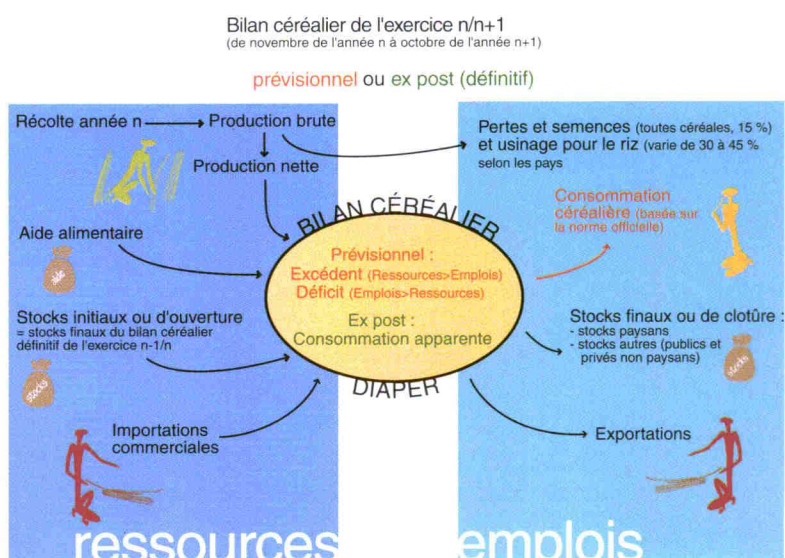 Bilan céréalier de l'exercice n/n+1
(de novembre de l'année n à octobre de l'année n+1)
prévisionnel ou ex post (définitif)
Récolte année n
Production brute
Production nette
Aide alimentaire
aide
Stocks initiaux ou d'ouverture
= stocks finaux du bilan céréalier
définitif de l'exercice n-1/n
stocks
Importations
commerciales
ressources
BILAN CÉRÉALIER
Prévisionnel :
Excédent (Ressources>Emplois)
Déficit (Emplois>Ressources)
Ex post :
Consommation apparente
DIAPER
Pertes et semences (toutes céréales, 15 %)
et usinage pour le riz (varie de 30 à 45 %
selon les pays
Consommation
céréalière (basée sur
la norme officielle)
Stocks finaux ou de clotûre :
- stocks paysans
- stocks autres (publics et
privés non paysans)
stocks
Exportations
emplois